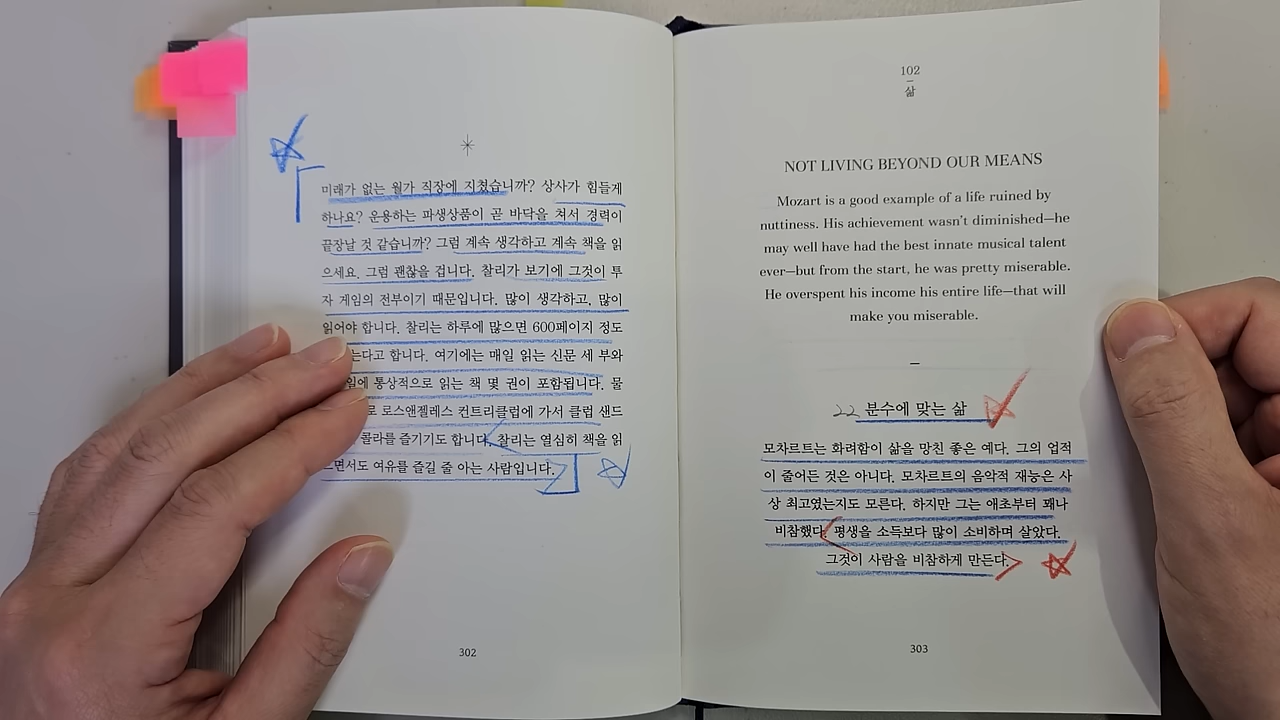 미래가 없는 월가 직장에 지쳤습니까? 상사가 힘들게
하나요? 운용하는 파생상품이 곧 바닥을 쳐서 경력이
끝장날 것 같습니까? 그럼 계속 생각하고 계속 책을 읽
으세요. 그럼 괜찮을 겁니다. 찰리가 보기에 그것이 투
자 게임의 전부이기 때문입니다. 많이 생각하고, 많이
읽어야 합니다. 찰리는 하루에 많으면 600페이지 정도
는다고 합니다. 여기에는 매일 읽는 신문 세 부와
통상적으로 읽는 책 몇 권이 포함됩니다. 물
로스앤젤레스 컨트리클럽에 가서 클럽 샌드
콜라를 즐기기도 합니다. 찰리는 열심히 책을 읽
으면서도 여유를 즐길 줄 아는 사람입니다.
302
102
삶
NOT LIVING BEYOND OUR MEANS
Mozart is a good example of a life ruined by
nuttiness. His achievement wasn't diminished—he
may well have had the best innate musical talent
ever—but from the start, he was pretty miserable.
He overspent his income his entire life—that will
make you miserable.
22 분수에 맞는 삶
모차르트는 화려함이 삶을 망친 좋은 예다. 그의 업적
이 줄어든 것은 아니다. 모차르트의 음악적 재능은 사
상 최고였는지도 모른다. 하지만 그는 애초부터 꽤나
비참했다. 평생을 소득보다 많이 소비하며 살았다.
그것이 사람을 비참하게 만든다.
303